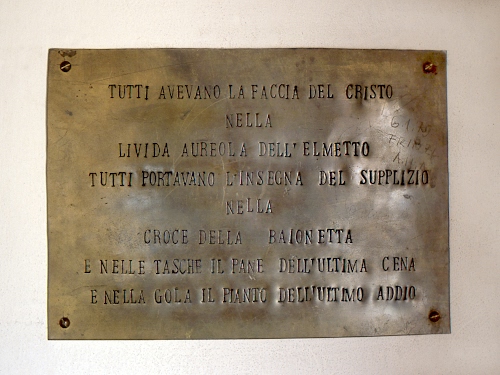 TUTTI AVEVANO LA FACCIA DEL CRISTO
NELLA
LIVIDA AUREOLA DELL'ELMETTO
TUTTI PORTAVANO L'INSEGNA DEL SUPPLIZIO
NELLA
CROCE DELLA BAIONETTA
E NELLE TASCHE IL PANE DELL'ULTIMA CENA
E NELLA GOLA IL PIANTO DELL'ULTIMO ADDIO